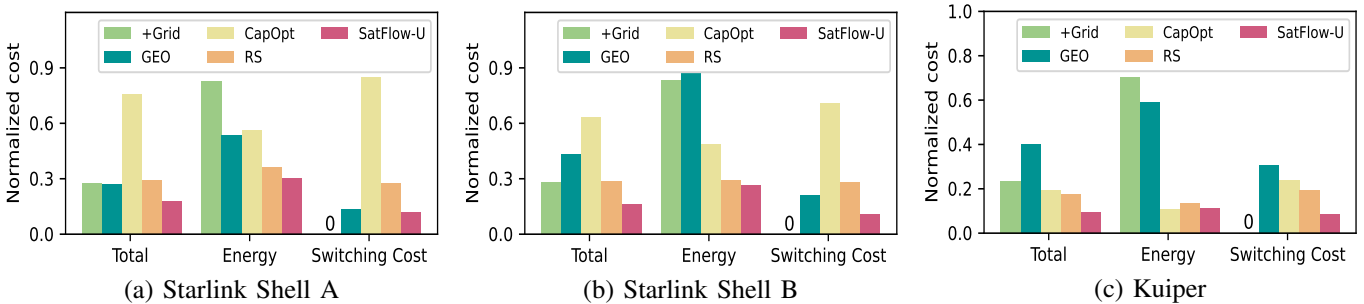 Normalized cost
0.9
0.6
0.3
0.0
+Grid
GEO
CapOpt
RS
SatFlow-U
0
Total
Energy
Switching Cost
(a) Starlink Shell A
Normalized cost
0.9
0.6
0.3
0.0
+Grid
GEO
CapOpt
RS
SatFlow-U
0
Total
Energy
Switching Cost
(b) Starlink Shell B
Normalized cost
1.0
0.8
0.6
0.4
0.2
0.0
+Grid
GEO
CapOpt
RS
SatFlow-U
0
Total
Energy
Switching Cost
(c) Kuiper